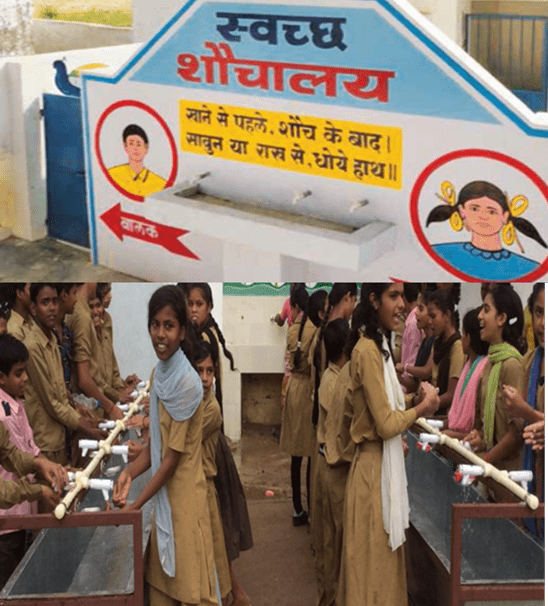 स्वच्छ
शौचालय
खाने से पहले, शौच के बाद।
साबुन या राख से, धोये हाथ॥
बालक